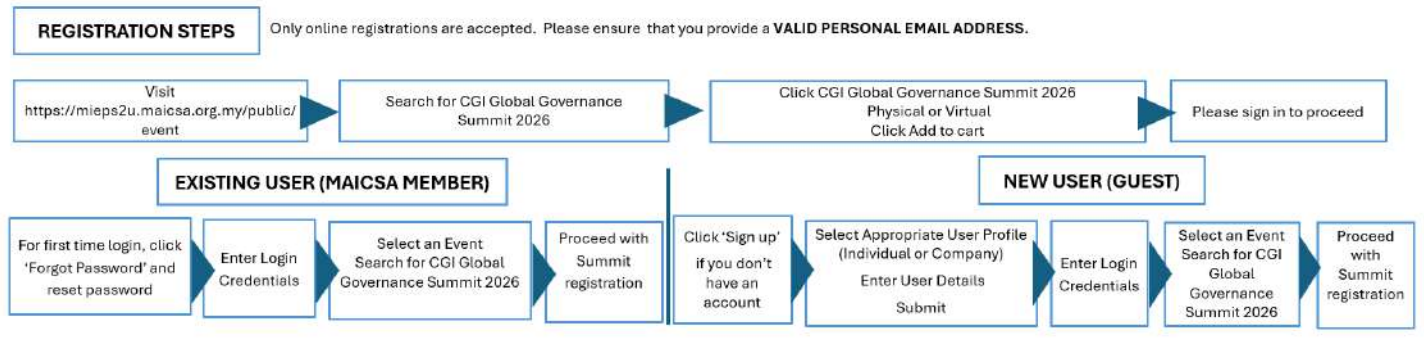 REGISTRATION STEPS
Only online registrations are accepted. Please ensure that you provide a VALID PERSONAL EMAIL ADDRESS.
Visit
https://mieps2u.maicsa.org.my/public/
event
Search for CGI Global Governance
Summit 2026
Click CGI Global Governance Summit 2026
Physical or Virtual
Click Add to cart
Please sign in to proceed
EXISTING USER (MAICSA MEMBER)
For first time login, click
‘Forgot Password’ and
reset password
Enter Login
Credentials
Select an Event
Search for CGI Global
Governance Summit 2026
Proceed with
Summit
registration
NEW USER (GUEST)
Click ‘Sign up’
if you don’t
have an
account
Select Appropriate User Profile
(Individual or Company)
Enter User Details
Submit
Enter Login
Credentials
Select an Event
Search for CGI
Global
Governance
Summit 2026
Proceed
with
Summit
registration